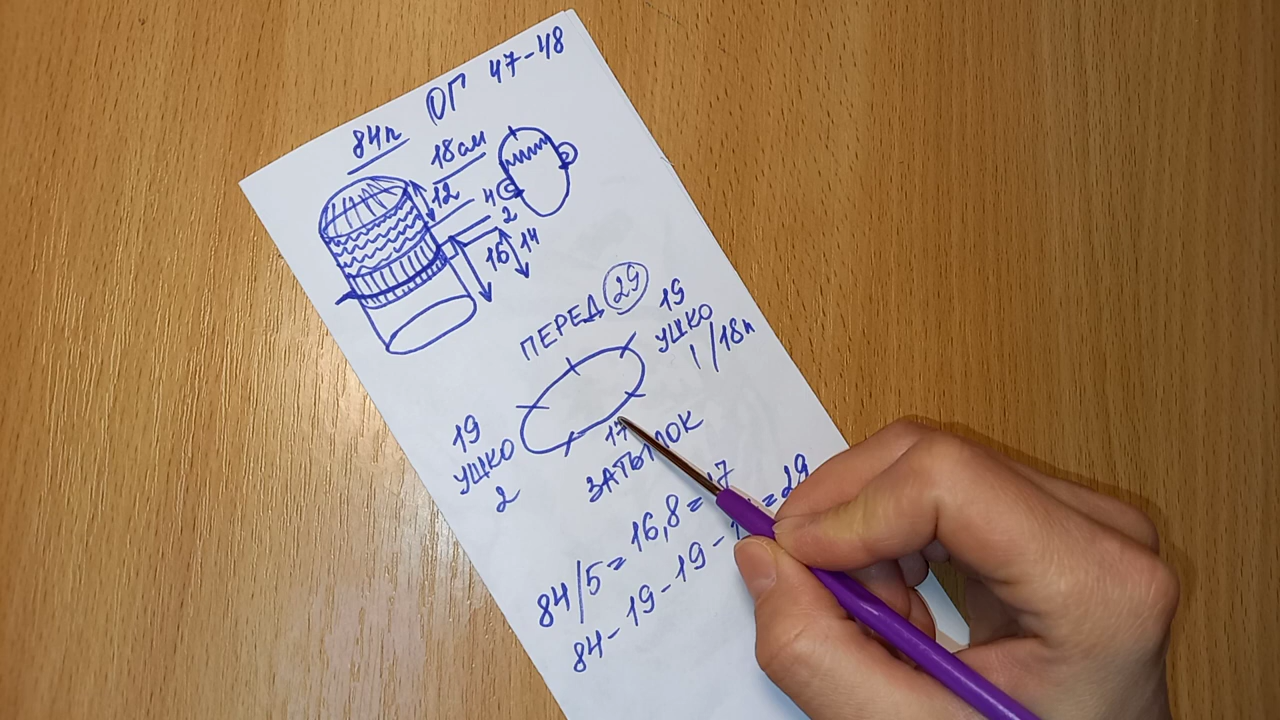 ОГ 47-48
84п
18см
12
4
2
16
14
ПЕРЕД 29
19
УШКО
1/18п
19
УШКО
2
17
ЗАТЫЛОК
84/5=16,8=17
84-19-19-1 =29